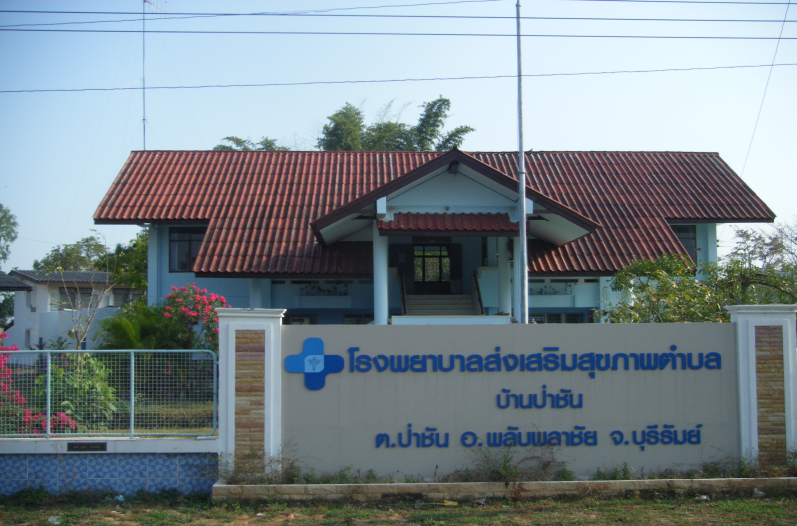 โรงพยาบาลส่งเสริมสุขภาพตำบล
บ้านป่าชัน
ต.ป่าชัน อ.พลับพลาชัย จ.บุรีรัมย์